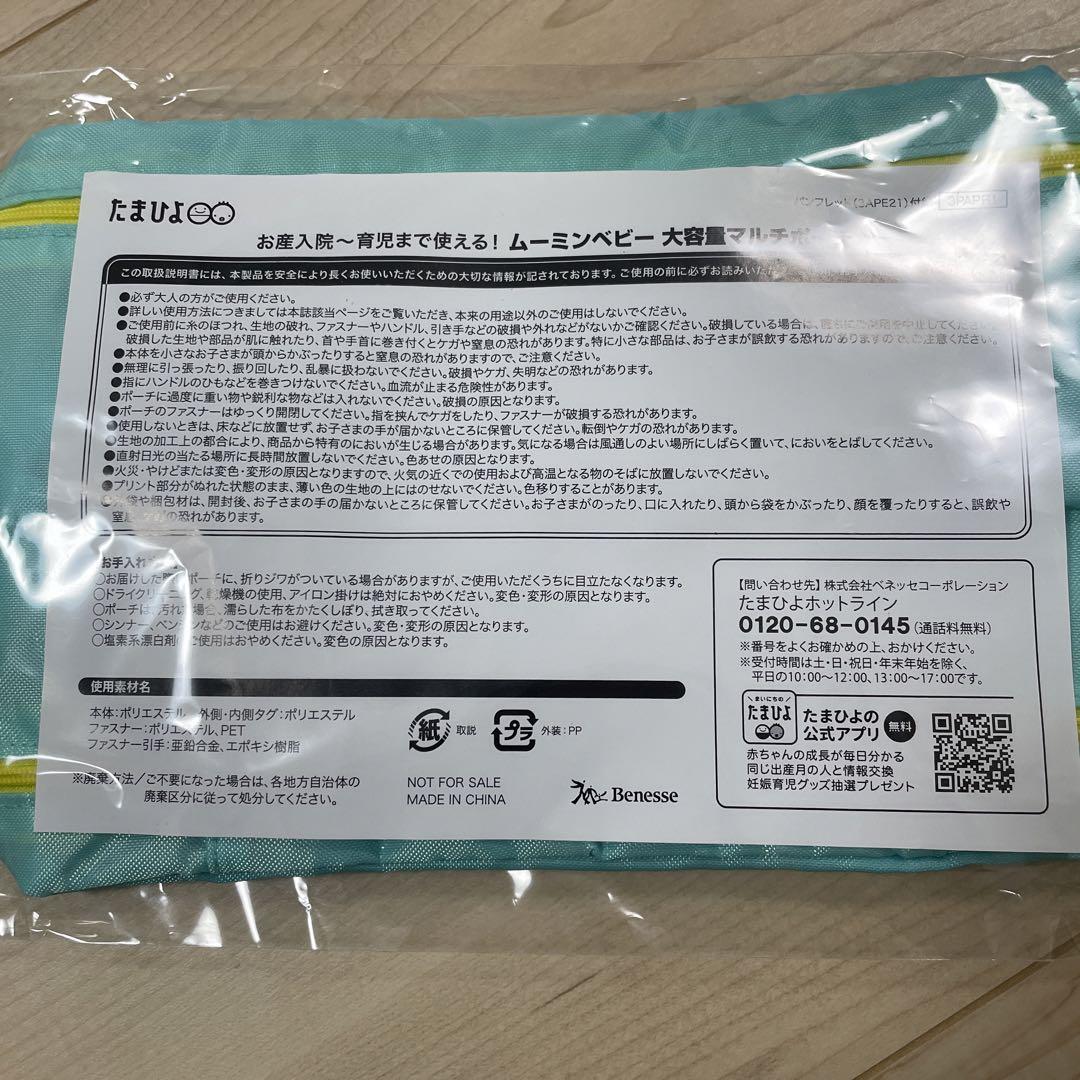 たまひよ
パンフレット(3APE21)付
3PAPE1
お産入院～育児まで使える! ムーミンベビー 大容量マルチポ
この取扱説明書には、本製品を安全により長くお使いいただくための大切な情報が記されております。ご使用の前に必ずお読みいただ
●必ず大人の方がご使用ください。
●詳しい使用方法につきましては本誌該当ページをご覧いただき、本来の用途以外のご使用はしないでください。
●ご使用前に糸のほつれ、生地の破れ、ファスナーやハンドル、引き手などの破損や外れなどがないかご確認ください。破損している場合は、直ちにご使用を中止してください。
破損した生地や部品が肌に触れたり、首や手首に巻き付くとケガや窒息の恐れがあります。特に小さな部品は、お子さまが誤飲する恐れがありますので、ご注意ください。
●本体を小さなお子さまが頭からかぶったりすると窒息の恐れがありますので、ご注意ください。
●無理に引っ張ったり、振り回したり、乱暴に扱わないでください。破損やケガ、失明などの恐れがあります。
●指にハンドルのひもなどを巻きつけないでください。血流が止まる危険性があります。
●ポーチに過度に重い物や鋭利な物などは入れないでください。破損の原因となります。
●ポーチのファスナーはゆっくり開閉してください。指を挟んでケガをしたり、ファスナーが破損する恐れがあります。
●使用しないときは、床などに放置せず、お子さまの手が届かないところに保管してください。転倒やケガの恐れがあります。
●生地の加工上の都合により、商品から特有のにおいが生じる場合があります。気になる場合は風通しのよい場所にしばらく置いて、においをとばしてください。
●直射日光の当たる場所に長時間放置しないでください。色あせの原因となります。
●火災・やけどまたは変色・変形の原因となりますので、火気の近くでの使用および高温となる物のそばに放置しないでください。
●プリント部分がぬれた状態のまま、薄い色の生地の上にはのせないでください。色移りすることがあります。
●外袋や梱包材は、開封後、お子さまの手の届かないところに保管してください。お子さまがのったり、口に入れたり、頭から袋をかぶったり、顔を覆ったりすると、誤飲や
窒息、ケガの恐れがあります。
お手入れ
○お届けした際、ポーチに、折りジワがついている場合がありますが、ご使用いただくうちに目立たなくなります。
○ドライクリーニング、乾燥機の使用、アイロン掛けは絶対におやめください。変色・変形の原因となります。
○ポーチは、汚れた場合、濡らした布をかたくしぼり、拭き取ってください。
○シンナー、ベンジンなどのご使用はお避けください。変色・変形の原因となります。
○塩素系漂白剤のご使用はおやめください。変色の原因となります。
使用素材名
本体:ポリエステル 外側・内側タグ:ポリエステル
ファスナー:ポリエステル、PET
ファスナー引手:亜鉛合金、エポキシ樹脂
※廃棄方法/ご不要になった場合は、各地方自治体の
廃棄区分に従って処分してください。
紙 取説
プラ 外装:PP
NOT FOR SALE
MADE IN CHINA
Benesse
【問い合わせ先】株式会社ベネッセコーポレーション
たまひよホットライン
0120-68-0145(通話料無料)
※番号をよくお確かめの上、おかけください。
※受付時間は土・日・祝日・年末年始を除く、
平日の10:00～12:00、13:00～17:00です。
まいにちの
たまひよ
たまひよの
公式アプリ 無料
赤ちゃんの成長が毎日分かる
同じ出産月の人と情報交換
妊娠育児グッズ抽選プレゼント